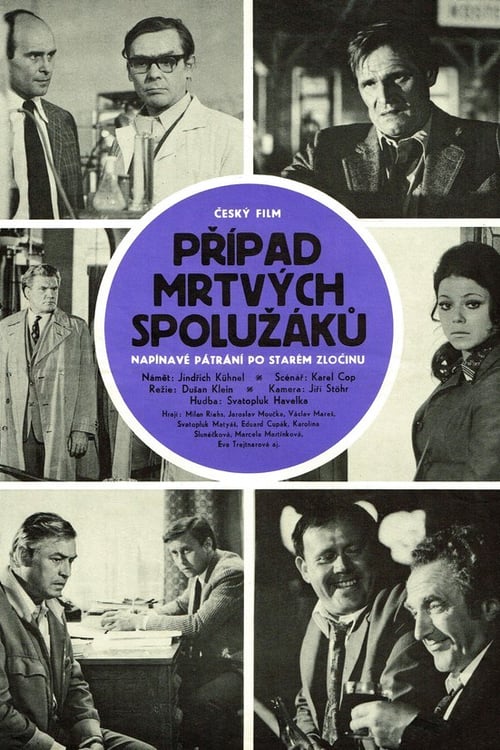 ČESKÝ FILM
PŘÍPAD
MRTVÝCH
SPOLUŽÁKŮ
NAPÍNAVÉ PÁTRÁNÍ PO STARÉM ZLOČINU
Námět: Jindřich Kühnel * Scénář: Karel Cop
Režie: Dušan Klein * Kamera: Jiří Stöhr
Hudba: Svatopluk Havelka
Hrají: Milan Riehs, Jaroslav Moučka, Václav Mareš,
Svatopluk Matyáš, Eduard Cupák, Karolina
Slunéčková, Marcela Martínková,
Eva Trejtnarová aj.